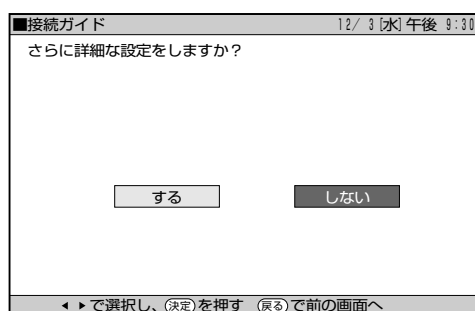 ■接続ガイド 12/ 3[水]午後 9:30
さらに詳細な設定をしますか？
する しない
◀ ▶で選択し、決定を押す 戻るで前の画面へ